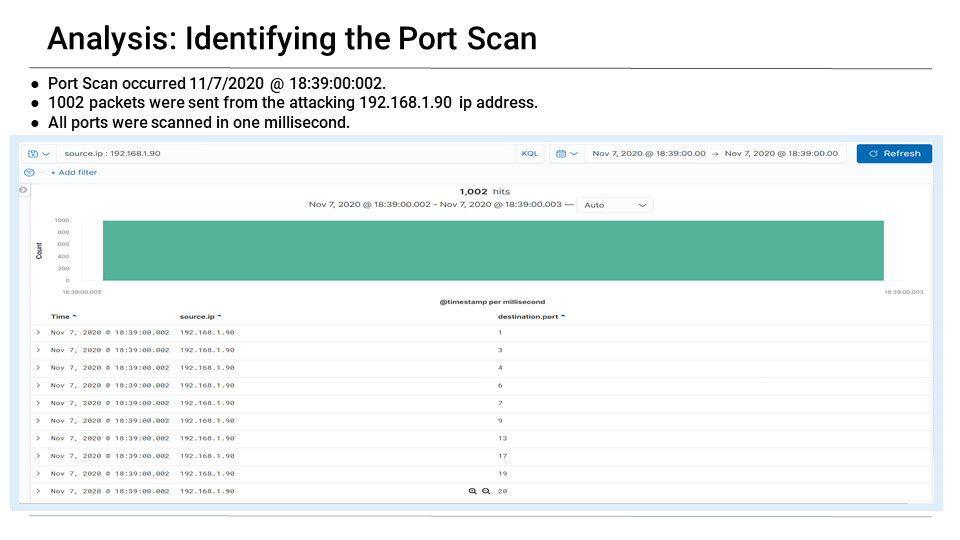 Analysis: Identifying the Port Scan
● Port Scan occurred 11/7/2020 @ 18:39:00:002.
● 1002 packets were sent from the attacking 192.168.1.90 ip address.
● All ports were scanned in one millisecond.
source.ip : 192.168.1.90 KQL Nov 7, 2020 @ 18:39:00.00 → Nov 7, 2020 @ 18:39:00.00 Refresh
+ Add filter
1,002 hits
Nov 7, 2020 @ 18:39:00.002 - Nov 7, 2020 @ 18:39:00.003 — Auto
Count
1000
800
600
400
200
0
18:39:00.002 18:39:00.003
@timestamp per millisecond
Time source.ip destination.port
Nov 7, 2020 @ 18:39:00.002 192.168.1.90 1
Nov 7, 2020 @ 18:39:00.002 192.168.1.90 3
Nov 7, 2020 @ 18:39:00.002 192.168.1.90 4
Nov 7, 2020 @ 18:39:00.002 192.168.1.90 6
Nov 7, 2020 @ 18:39:00.002 192.168.1.90 7
Nov 7, 2020 @ 18:39:00.002 192.168.1.90 9
Nov 7, 2020 @ 18:39:00.002 192.168.1.90 13
Nov 7, 2020 @ 18:39:00.002 192.168.1.90 17
Nov 7, 2020 @ 18:39:00.002 192.168.1.90 19
Nov 7, 2020 @ 18:39:00.002 192.168.1.90 20